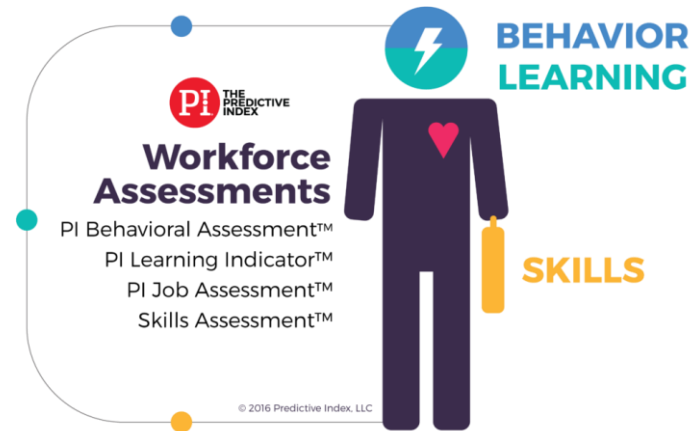 BEHAVIOR
LEARNING
PI THE
PREDICTIVE
INDEX
Workforce
Assessments
PI Behavioral Assessment™
PI Learning Indicator™
PI Job Assessment™
Skills Assessment™
SKILLS
© 2016 Predictive Index, LLC